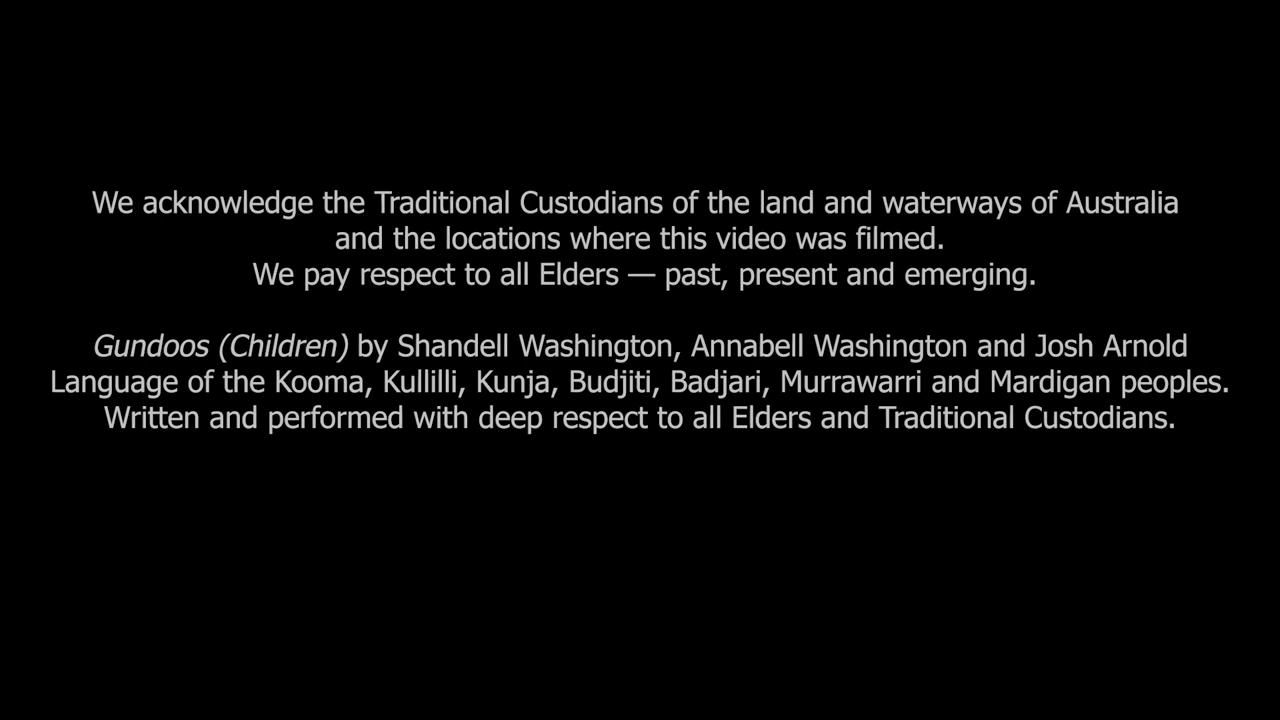 We acknowledge the Traditional Custodians of the land and waterways of Australia
and the locations where this video was filmed.
We pay respect to all Elders — past, present and emerging.
Gundoos (Children) by Shandell Washington, Annabell Washington and Josh Arnold
Language of the Kooma, Kullilli, Kunja, Budjiti, Badjari, Murrawarri and Mardigan peoples.
Written and performed with deep respect to all Elders and Traditional Custodians.